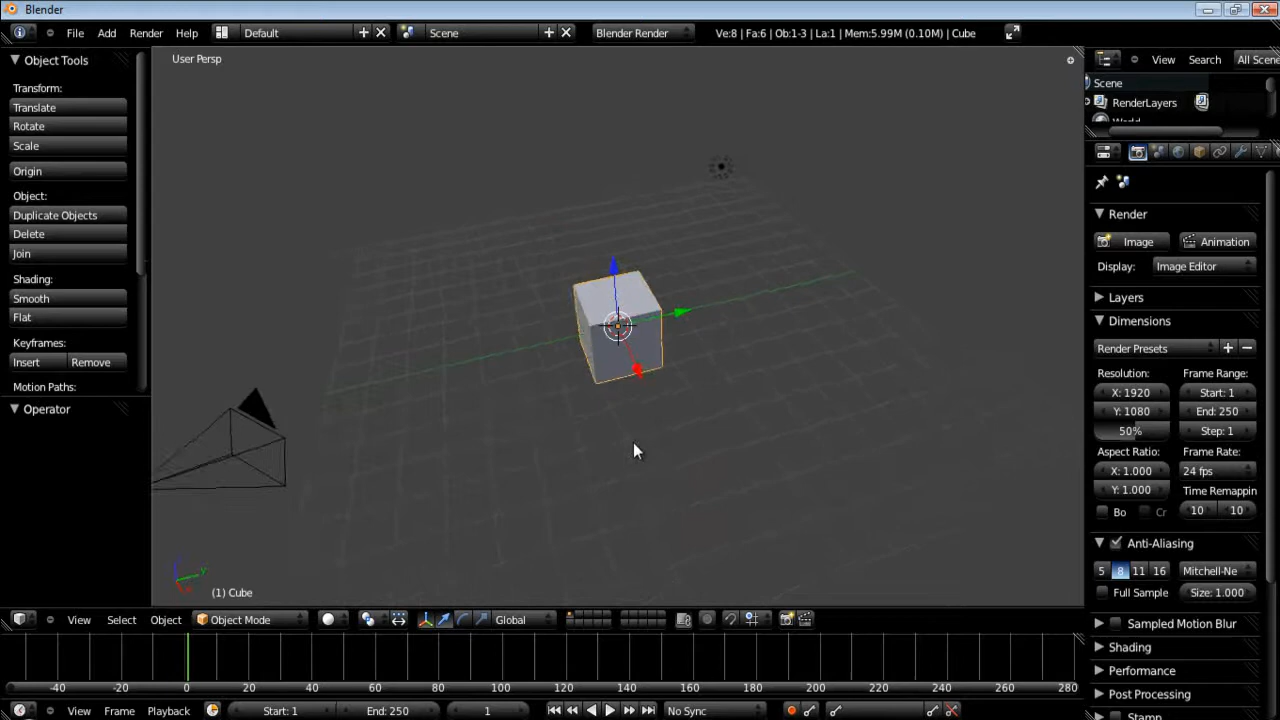 Blender
File Add Render Help Default Scene Blender Render Ve:8 | Fa:6 | Ob:1-3 | La:1 | Mem:5.99M (0.10M) | Cube
Object Tools
Transform:
Translate
Rotate
Scale
Origin
Object:
Duplicate Objects
Delete
Join
Shading:
Smooth
Flat
Keyframes:
Insert Remove
Motion Paths:
Operator
User Persp
(1) Cube
View Search All Scene
Scene
RenderLayers
Render
Image Animation
Display: Image Editor
Layers
Dimensions
Render Presets
Resolution: Frame Range:
X: 1920 Start: 1
Y: 1080 End: 250
50% Step: 1
Aspect Ratio: Frame Rate:
X: 1.000 24 fps
Y: 1.000 Time Remappin
Bo Cr 10 10
Anti-Aliasing
5 8 11 16 Mitchell-Ne
Full Sample Size: 1.000
Sampled Motion Blur
Shading
Performance
Post Processing
Stamp
View Select Object Object Mode Global
-40 -20 0 20 40 60 80 100 120 140 160 180 200 220 240 260 280
View Frame Playback Start: 1 End: 250 1 No Sync